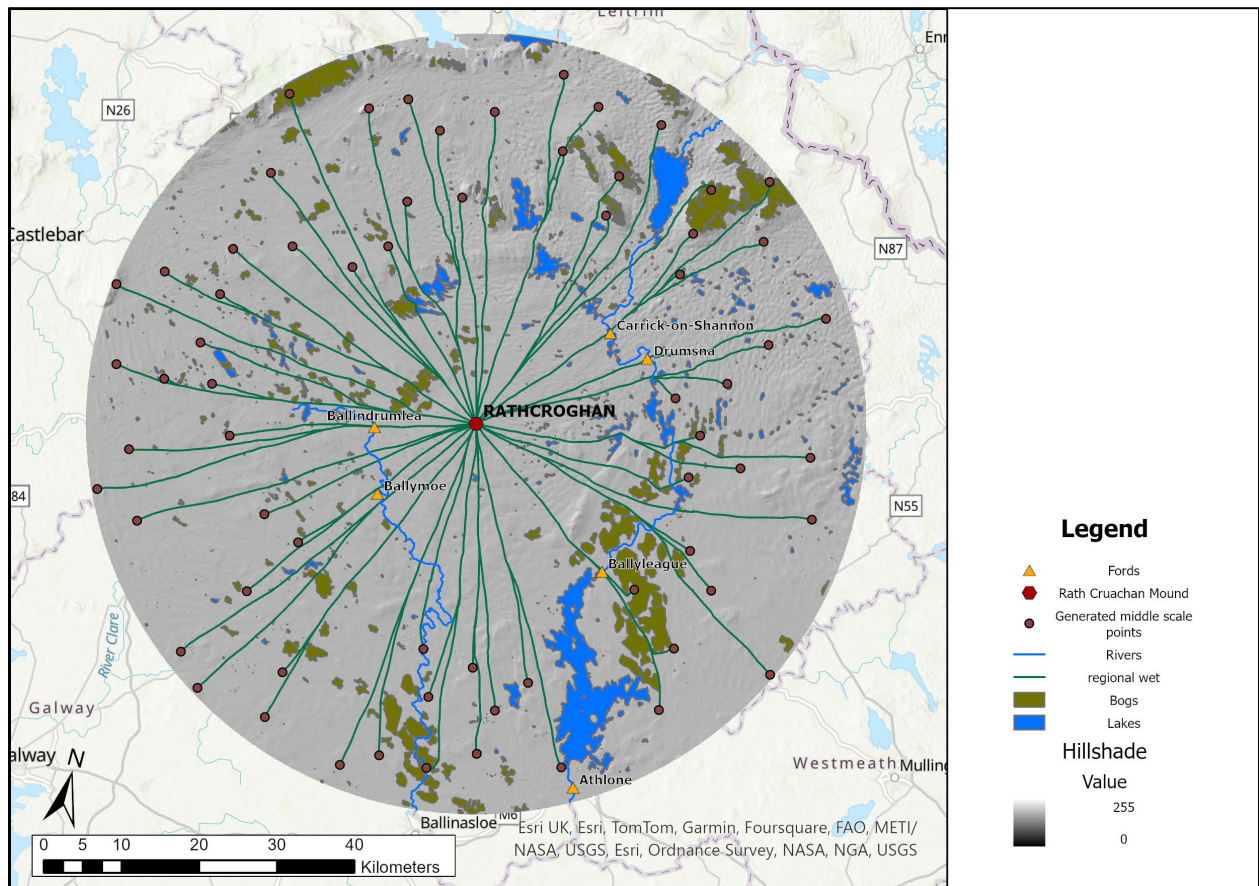 Leitrim
Enn
N26
Castlebar
N87
Carrick-on-Shannon
Drumsna
RATHCROGHAN
Ballindrumlea
84
Ballymoe
N55
Ballyleague
River Clare
Galway
alway
N
Westmeath
Mulling
Athlone
Ballinasloe
M6
0 5 10 20 30 40
Kilometers
Esri UK, Esri, TomTom, Garmin, Foursquare, FAO, METI/
NASA, USGS, Esri, Ordnance Survey, NASA, NGA, USGS
Legend
Fords
Rath Cruachan Mound
Generated middle scale
points
Rivers
regional wet
Bogs
Lakes
Hillshade
Value
255
0